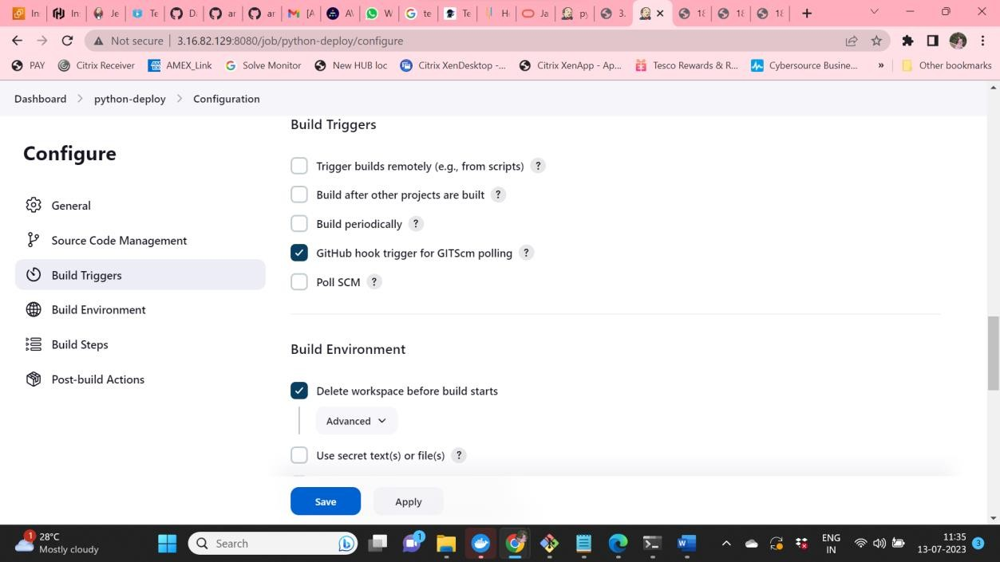 In
In
Je
Te
D
ar
ar
[A
A\
W
te
Te
H
Ja
py
3.
18
18
18
Not secure
3.16.82.129:8080/job/python-deploy/configure
PAY
Citrix Receiver
AMEX_Link
Solve Monitor
New HUB loc
Citrix XenDesktop -...
Citrix XenApp - Ap...
Tesco Rewards & R...
Cybersource Busine...
»
Other bookmarks
Dashboard > python-deploy > Configuration
Configure
General
Source Code Management
Build Triggers
Build Environment
Build Steps
Post-build Actions
Build Triggers
Trigger builds remotely (e.g., from scripts) ?
Build after other projects are built ?
Build periodically ?
GitHub hook trigger for GITScm polling ?
Poll SCM ?
Build Environment
Delete workspace before build starts
Advanced
Use secret text(s) or file(s) ?
Save
Apply
1
28°C
Mostly cloudy
Search
1
ENG
IN
11:35
13-07-2023
3